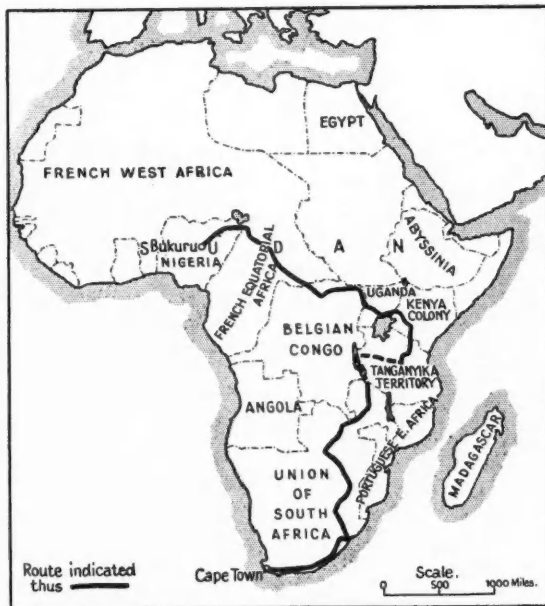 EGYPT
FRENCH WEST AFRICA
S U D A N
Bukuru
NIGERIA
FRENCH EQUATORIAL
AFRICA
ABYSSINIA
UGANDA
KENYA
COLONY
BELGIAN
CONGO
TANGANYIKA
TERRITORY
ANGOLA
PORTUGUESE E. AFRICA
MADAGASCAR
UNION
OF
SOUTH
AFRICA
Route indicated
thus
Cape Town
Scale.
0 500 1000 Miles.